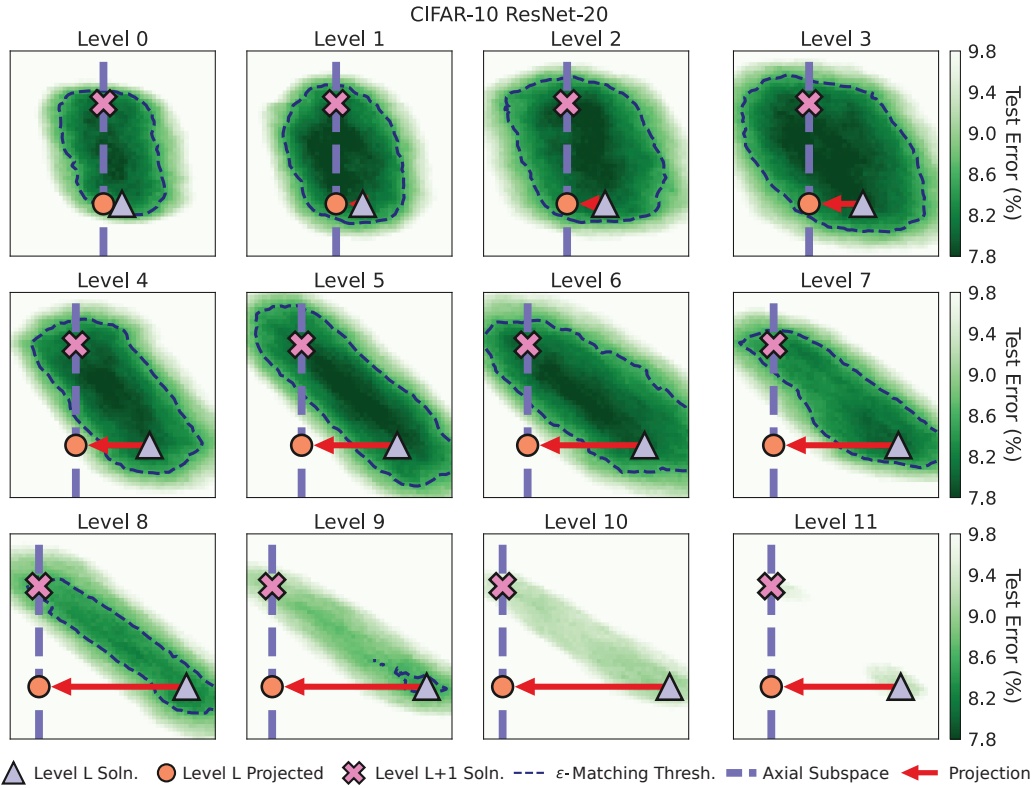 CIFAR-10 ResNet-20
Level 0
Level 1
Level 2
Level 3
9.8
9.4
9.0
8.6
8.2
7.8
Test Error (%)
Level 4
Level 5
Level 6
Level 7
9.8
9.4
9.0
8.6
8.2
7.8
Test Error (%)
Level 8
Level 9
Level 10
Level 11
9.8
9.4
9.0
8.6
8.2
7.8
Test Error (%)
Level L Soln.
Level L Projected
Level L+1 Soln.
ε-Matching Thresh.
Axial Subspace
Projection